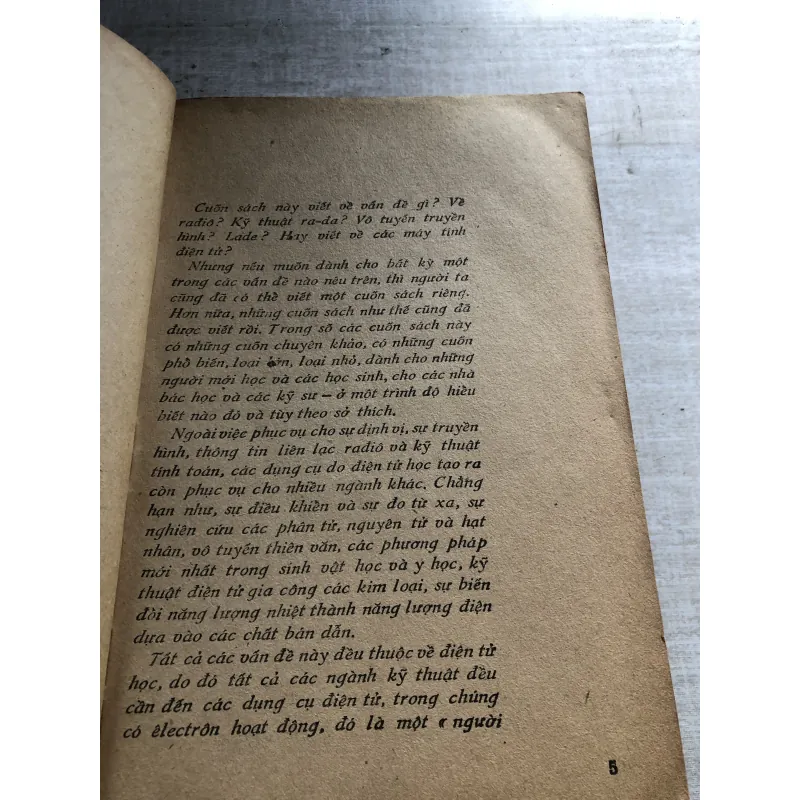 Cuốn sách này viết về vấn đề gì? Về
rađiô? Kỹ thuật ra-đa? Vô tuyến truyền
hình? Lade? Hay viết về các máy tính
điện tử?
Nhưng nếu muốn dành cho bất kỳ một
trong các vấn đề nào nêu trên, thì người ta
cũng đã có thể viết một cuốn sách riêng.
Hơn nữa, những cuốn sách như thế cũng đã
được viết rồi. Trong số các cuốn sách này
có những cuốn chuyên khảo, có những cuốn
phổ biến, loại lớn, loại nhỏ, dành cho những
người mới học và các học sinh, cho các nhà
bác học và các kỹ sư – ở một trình độ hiểu
biết nào đó và tùy theo sở thích.
Ngoài việc phục vụ cho sự định vị, sự truyền
hình, thông tin liên lạc rađiô và kỹ thuật
tính toán, các dụng cụ do điện tử học tạo ra
còn phục vụ cho nhiều ngành khác. Chẳng
hạn như, sự điều khiển và sự đo từ xa, sự
nghiên cứu các phân tử, nguyên tử và hạt
nhân, vô tuyến thiên văn, các phương pháp
mới nhất trong sinh vật học và y học, kỹ
thuật điện tử gia công các kim loại, sự biến
đổi năng lượng nhiệt thành năng lượng điện
dựa vào các chất bán dẫn.
Tất cả các vấn đề này đều thuộc về điện tử
học, do đó tất cả các ngành kỹ thuật đều
cần đến các dụng cụ điện tử, trong chúng
có êlectrôn hoạt động, đó là một « người
5